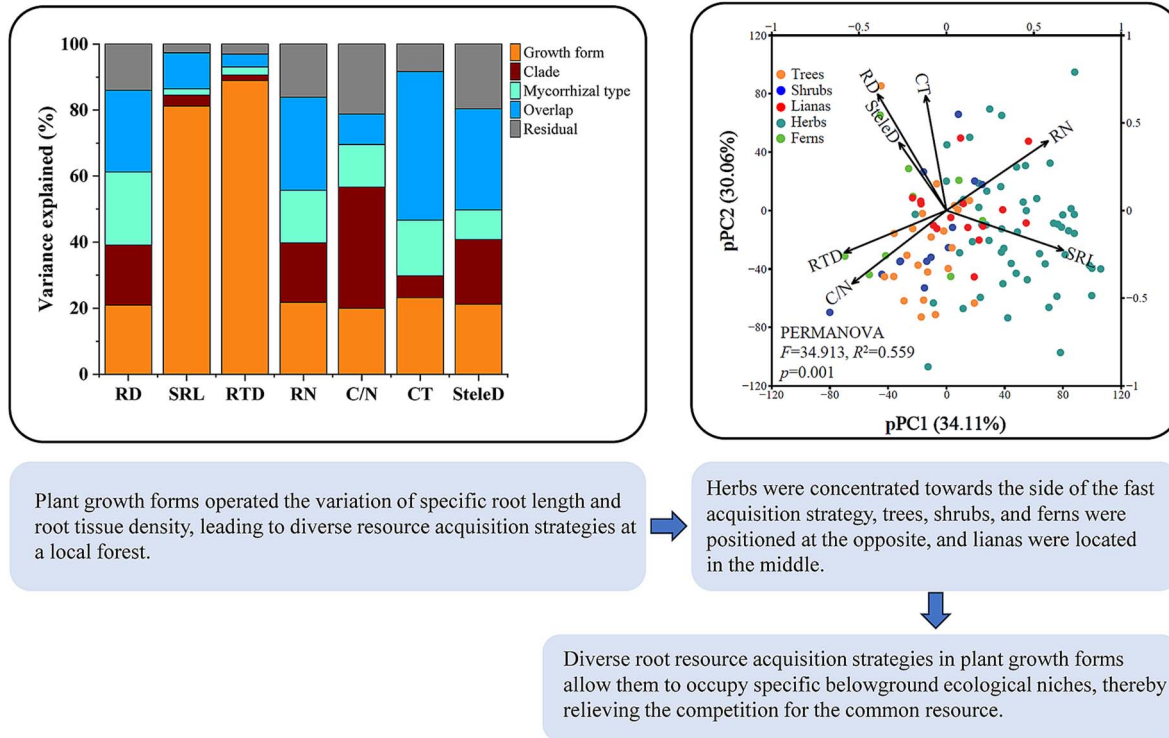 100
80
60
40
20
0
Variance explained (%)
RD SRL RTD RN C/N CT SteleD
Growth form
Clade
Mycorrhizal type
Overlap
Residual
−1 −0.5 0 0.5 1
120
80
40
0
−40
−80
−120
pPC2 (30.06%)
Trees
Shrubs
Lianas
Herbs
Ferns
RD
SteleD
CT
RN
RTD
C/N
SRL
1
0.5
0
−0.5
−1
PERMANOVA
F=34.913, R²=0.559
p=0.001
−120 −80 −40 0 40 80 120
pPC1 (34.11%)
Plant growth forms operated the variation of specific root length and
root tissue density, leading to diverse resource acquisition strategies at
a local forest.
Herbs were concentrated towards the side of the fast
acquisition strategy, trees, shrubs, and ferns were
positioned at the opposite, and lianas were located
in the middle.
Diverse root resource acquisition strategies in plant growth forms
allow them to occupy specific belowground ecological niches, thereby
relieving the competition for the common resource.